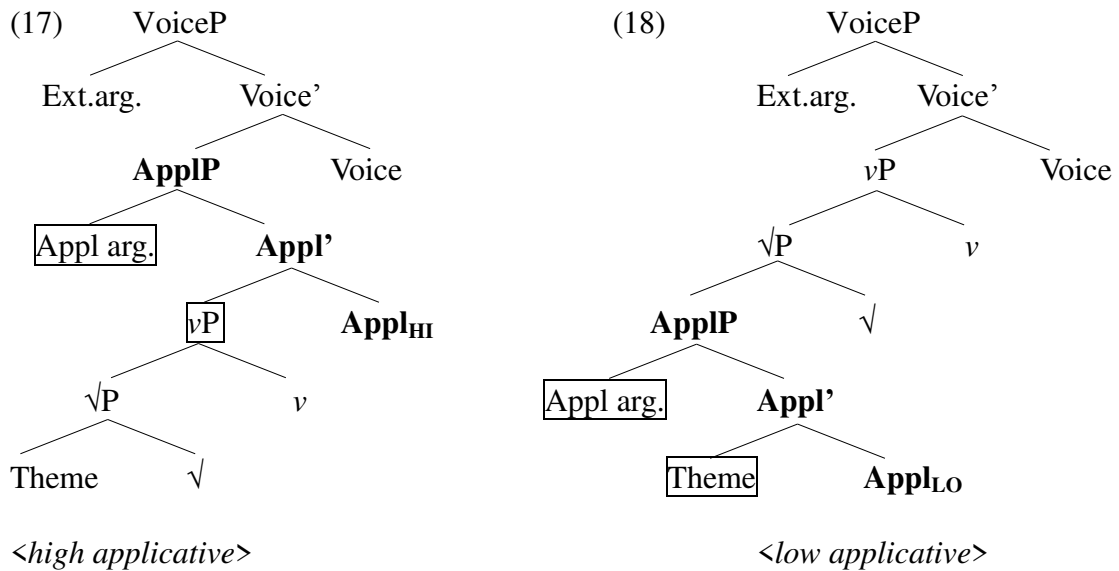 (17) VoiceP (18) VoiceP
Ext.arg. Voice’ Ext.arg. Voice’
ApplP Voice vP Voice
Appl arg. Appl’ √P v
vP ApplHI ApplP √
√P v Appl arg. Appl’
Theme √ Theme ApplLO
<high applicative> <low applicative>